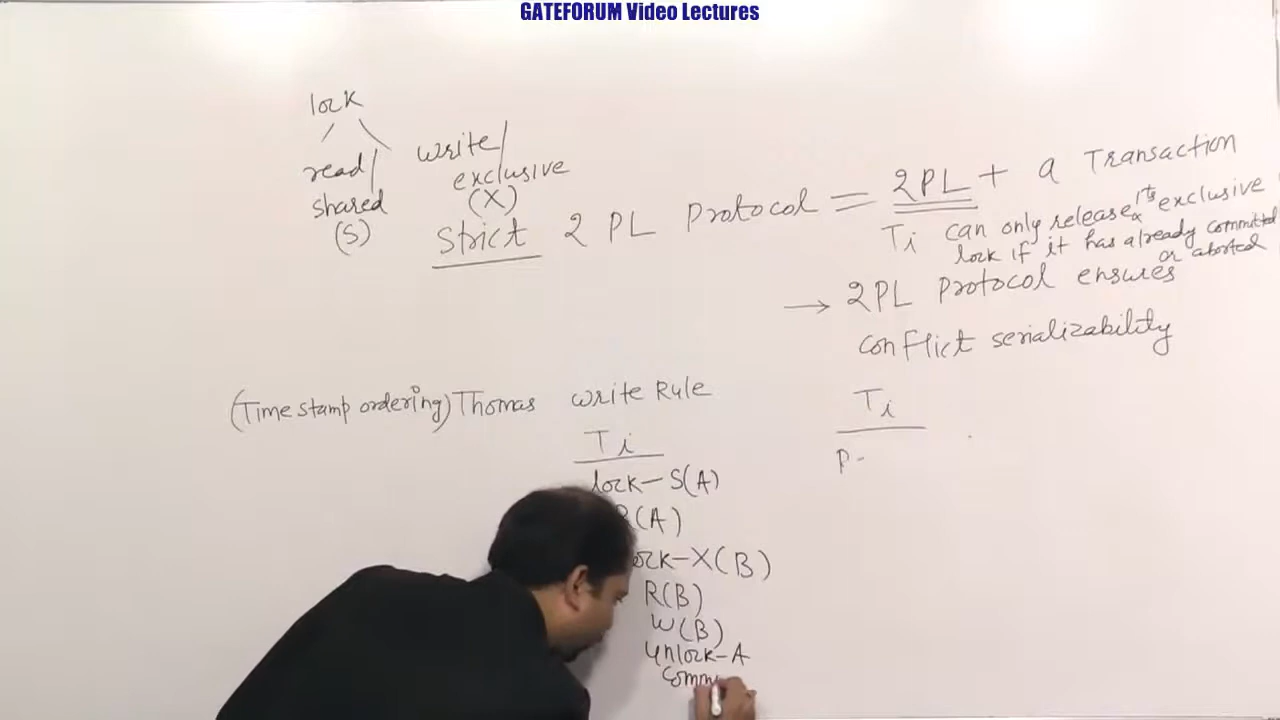 GATEFORUM Video Lectures
lock
read/
shared
(S)
write/
exclusive
(X)
Strict 2 PL Protocol = 2PL + a Transaction
Ti can only release its exclusive
lock if it has already committed
or aborted
→ 2PL protocol ensures
conflict serializability
(Time stamp ordering) Thomas write Rule
Ti
lock-S(A)
R(A)
lock-X(B)
R(B)
W(B)
Unlock-A
Comm
Ti
P-